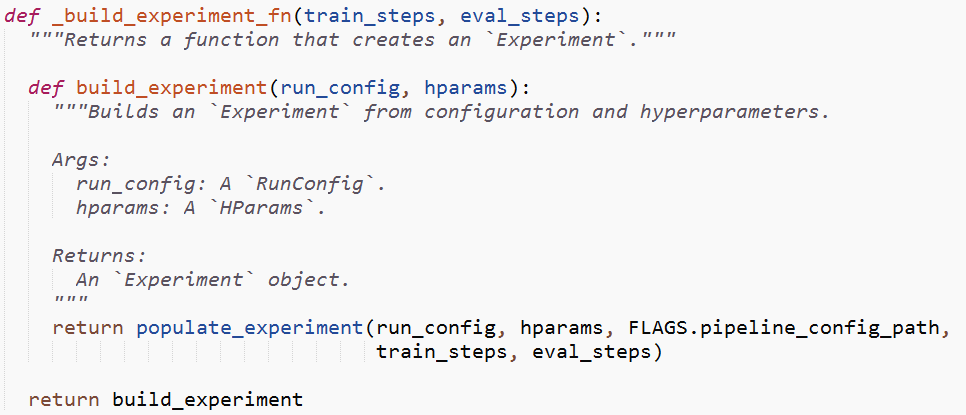 def _build_experiment_fn(train_steps, eval_steps):
  """Returns a function that creates an `Experiment`."""

  def build_experiment(run_config, hparams):
    """Builds an `Experiment` from configuration and hyperparameters.

    Args:
      run_config: A `RunConfig`.
      hparams: A `HParams`.

    Returns:
      An `Experiment` object.
    """
    return populate_experiment(run_config, hparams, FLAGS.pipeline_config_path,
                               train_steps, eval_steps)

  return build_experiment